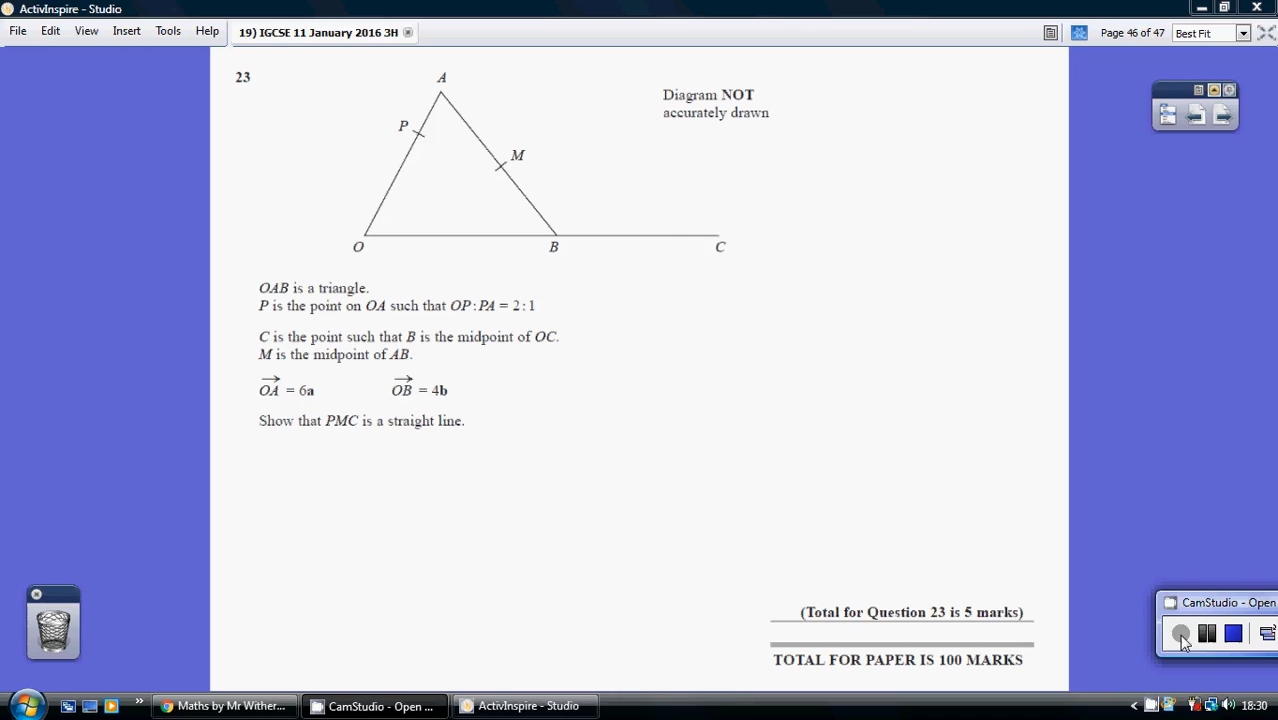 ActivInspire - Studio
File Edit View Insert Tools Help
19) IGCSE 11 January 2016 3H
Page 46 of 47
Best Fit
23
A
Diagram NOT
accurately drawn
P
M
O
B
C
OAB is a triangle.
P is the point on OA such that OP:PA = 2:1
C is the point such that B is the midpoint of OC.
M is the midpoint of AB.
OA = 6a OB = 4b
Show that PMC is a straight line.
(Total for Question 23 is 5 marks)
TOTAL FOR PAPER IS 100 MARKS
CamStudio - Open
Maths by Mr Wither...
CamStudio - Open ...
ActivInspire - Studio
18:30